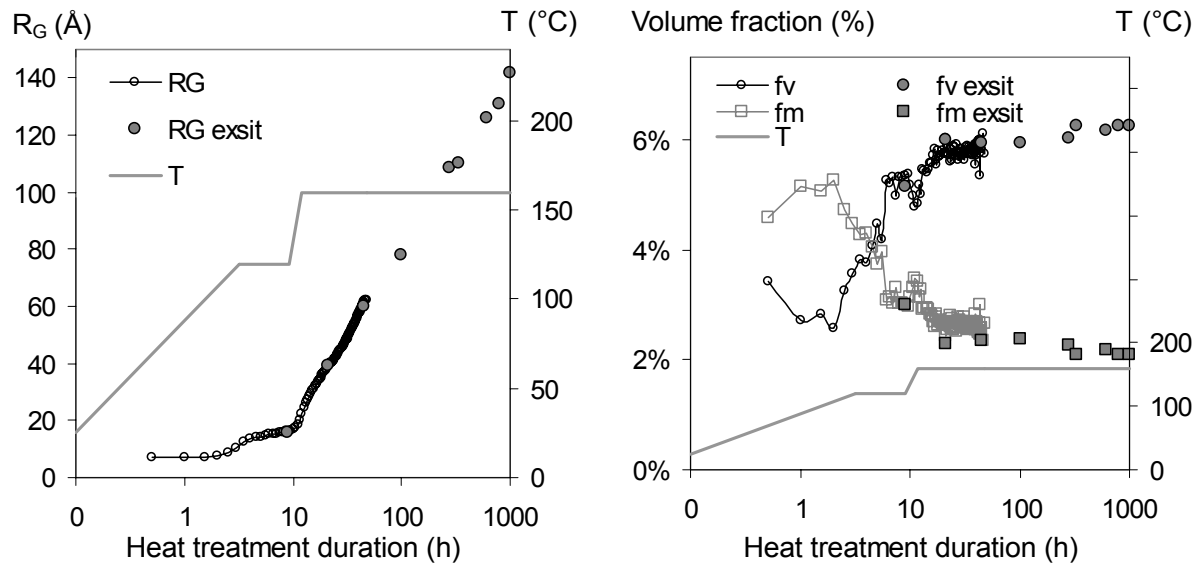 R_G (Å)
T (°C)
140
120
100
80
60
40
20
0
RG
RG exsit
T
200
150
100
50
0
0
1
10
100
1000
Heat treatment duration (h)
Volume fraction (%)
T (°C)
6%
4%
2%
0%
fv
fv exsit
fm
fm exsit
T
200
100
0
0
1
10
100
1000
Heat treatment duration (h)